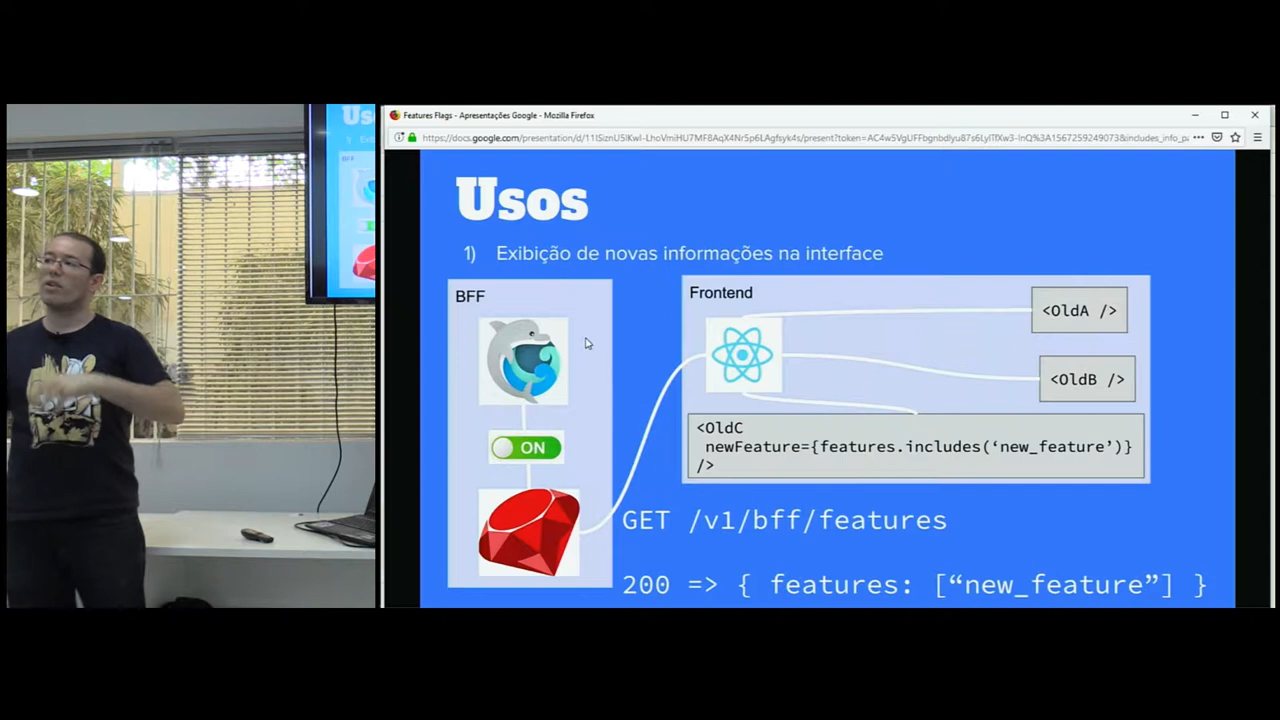 Features Flags - Apresentações Google - Mozilla Firefox
Usos
1) Exibição de novas informações na interface
BFF
ON
Frontend
<OldA />
<OldB />
<OldC
newFeature={features.includes(‘new_feature’)}
/>
GET /v1/bff/features
200 => { features: [“new_feature”] }